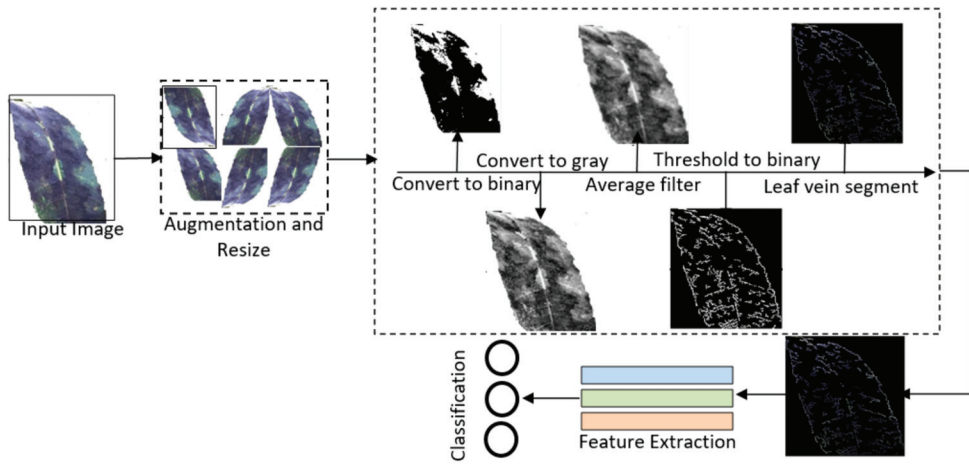 Input Image
Augmentation and
Resize
Convert to gray
Threshold to binary
Convert to binary
Average filter
Leaf vein segment
Classification
Feature Extraction